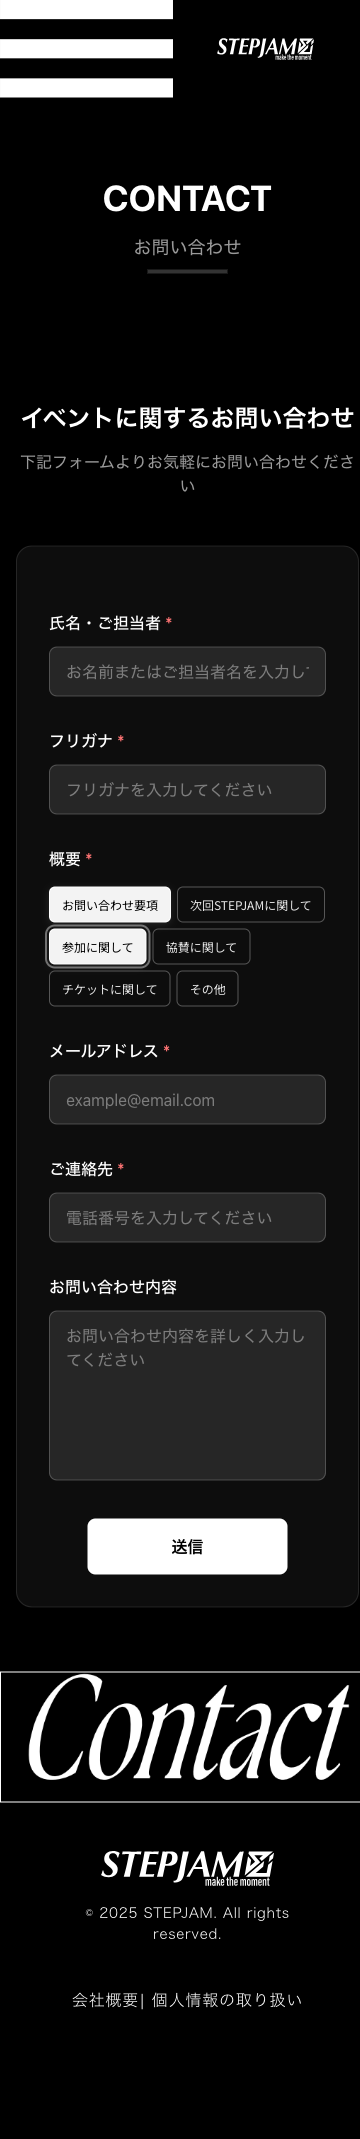 STEPJAM
make the moment
CONTACT
お問い合わせ
イベントに関するお問い合わせ
下記フォームよりお気軽にお問い合わせくださ
い
氏名・ご担当者 *
お名前またはご担当者名を入力し
フリガナ *
フリガナを入力してください
概要 *
お問い合わせ要項 次回STEPJAMに関して
参加に関して 協賛に関して
チケットに関して その他
メールアドレス *
example@email.com
ご連絡先 *
電話番号を入力してください
お問い合わせ内容
お問い合わせ内容を詳しく入力し
てください
送信
Contact
STEPJAM
make the moment
© 2025 STEPJAM. All rights
reserved.
会社概要| 個人情報の取り扱い